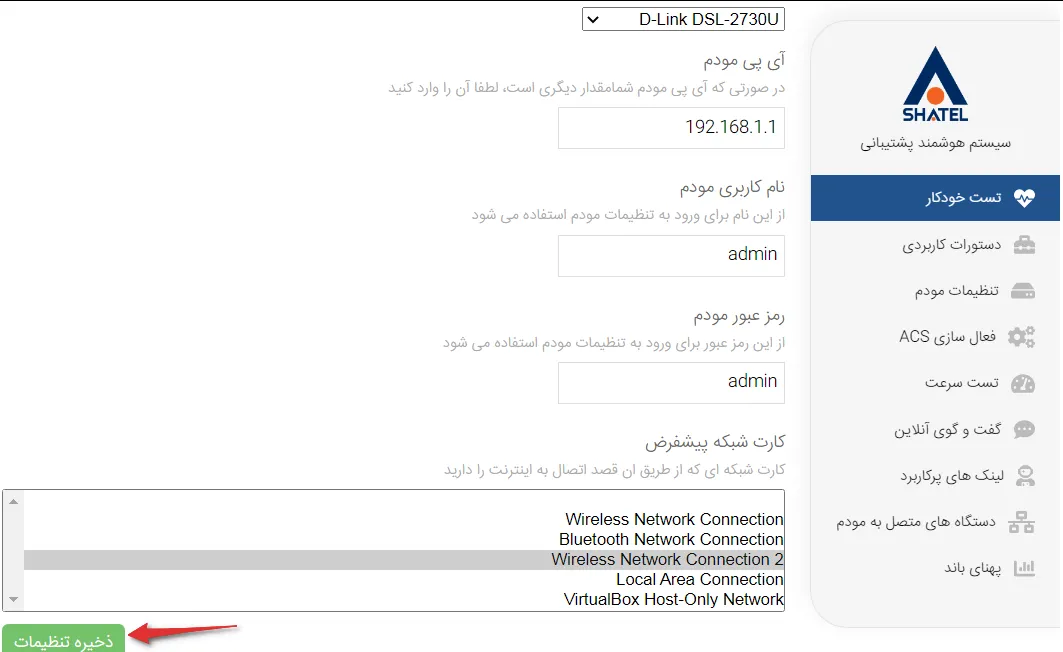 SHATEL
سیستم هوشمند پشتیبانی
تست خودکار
دستورات کاربردی
تنظیمات مودم
فعال سازی ACS
تست سرعت
گفت و گوی آنلاین
لینک های پرکاربرد
دستگاه های متصل به مودم
پهنای باند
D-Link DSL-2730U
آی پی مودم
در صورتی که آی پی مودم شمامقدار دیگری است، لطفا آن را وارد کنید
192.168.1.1
نام کاربری مودم
از این نام برای ورود به تنظیمات مودم استفاده می شود
admin
رمز عبور مودم
از این رمز عبور برای ورود به تنظیمات مودم استفاده می شود
admin
کارت شبکه پیشفرض
کارت شبکه ای که از طریق ان قصد اتصال به اینترنت را دارید
Wireless Network Connection
Bluetooth Network Connection
Wireless Network Connection 2
Local Area Connection
VirtualBox Host-Only Network
ذخیره تنظیمات